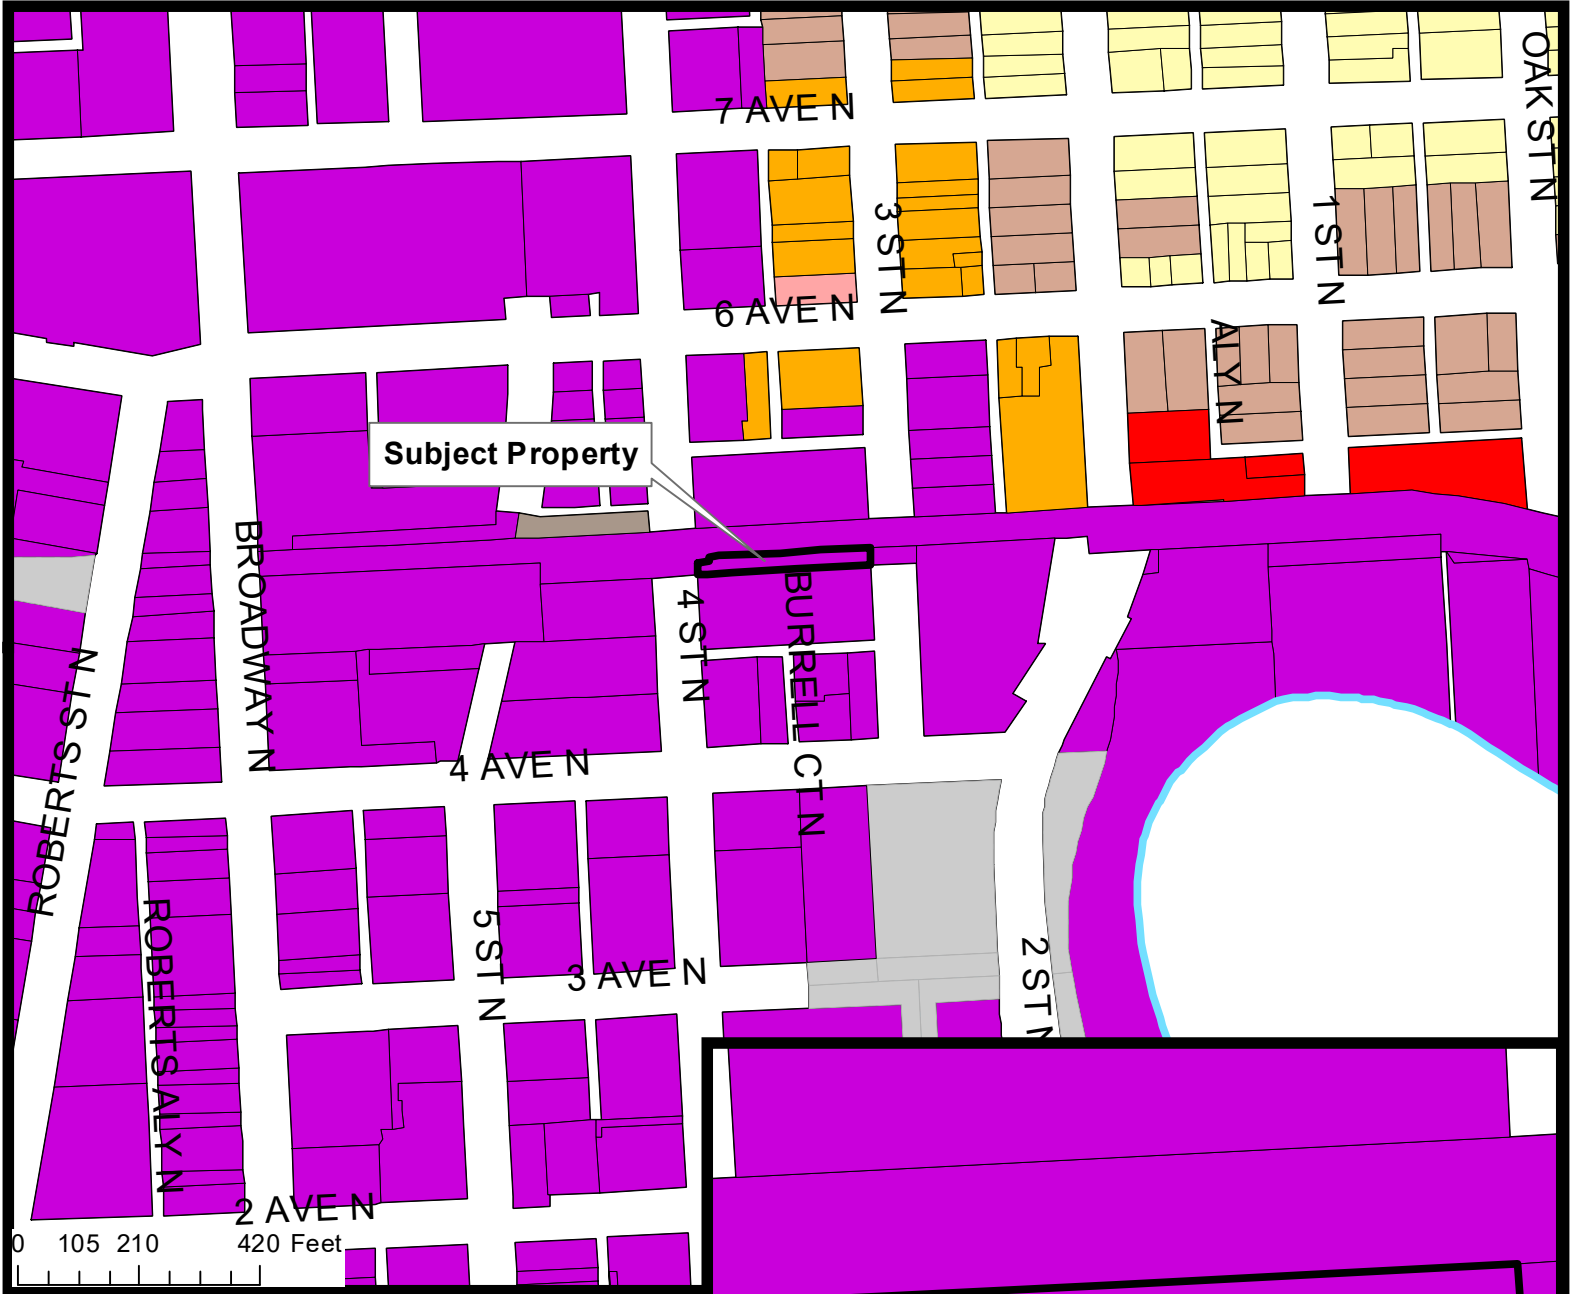 OAK ST N
7 AVE N
3 ST N
1 ST N
6 AVE N
ALY N
Subject Property
BROADWAY N
4 ST N
BURRELL CT N
ROBERTS ST N
4 AVE N
ROBERTS ALY N
5 ST N
3 AVE N
2 ST N
2 AVE N
0 105 210 420 Feet